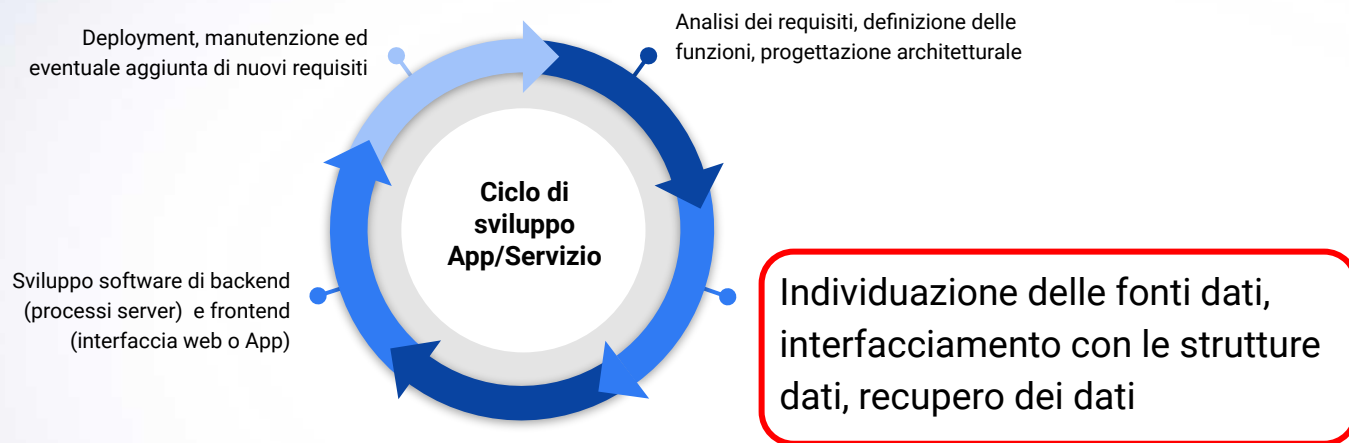 Deployment, manutenzione ed
eventuale aggiunta di nuovi requisiti
Analisi dei requisiti, definizione delle
funzioni, progettazione architetturale
Ciclo di
sviluppo
App/Servizio
Sviluppo software di backend
(processi server) e frontend
(interfaccia web o App)
Individuazione delle fonti dati,
interfacciamento con le strutture
dati, recupero dei dati